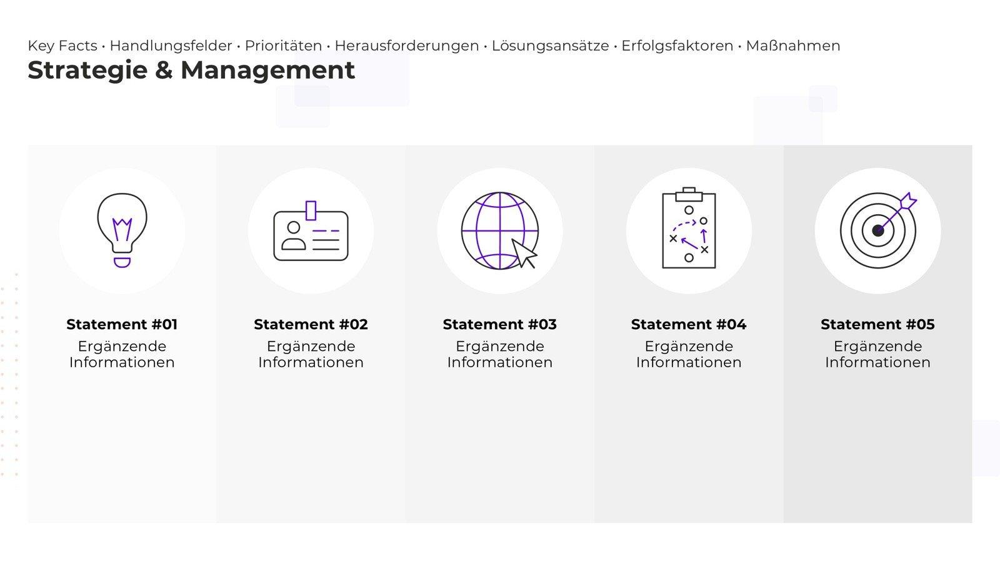 Key Facts • Handlungsfelder • Prioritäten • Herausforderungen • Lösungsansätze • Erfolgsfaktoren • Maßnahmen
Strategie & Management
Statement #01
Ergänzende
Informationen
Statement #02
Ergänzende
Informationen
Statement #03
Ergänzende
Informationen
Statement #04
Ergänzende
Informationen
Statement #05
Ergänzende
Informationen